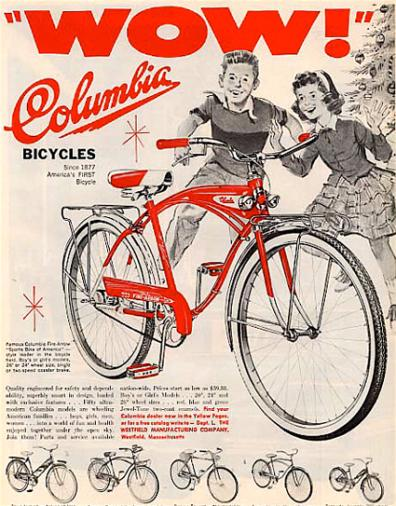 "WOW!"
Columbia
BICYCLES
Since 1877
America's FIRST
Bicycle
Famous Columbia Fire-Arrow
"Sports Bike of America" —
style leader in the bicycle
field. Boy's or girl's models,
26" or 24" wheel size, single
or two-speed coaster brake.
FIRE-ARROW
Quality engineered for safety and depend-
ability, superbly smart in design, loaded
with exclusive features . . . Fifty ultra-
modern Columbia models are wheeling
American families . . . boys, girls, men,
women . . . into a world of fun and health
enjoyed together under the open sky.
Join them! Parts and service available
nation-wide. Prices start as low as
Boy's or Girl's Models . . . 20", 24" and
26" wheel sizes . . . red, blue and green
Jewel-Tone two-coat enamels. Find your
Columbia dealer now in the Yellow Pages,
or for a free catalog write to — Dept. L, THE
WESTFIELD MANUFACTURING COMPANY,
Westfield, Massachusetts